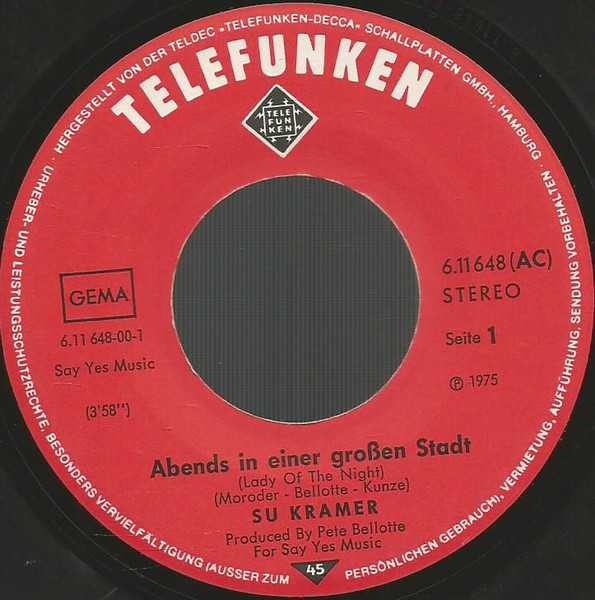 · HERGESTELLT VON DER TELDEC »TELEFUNKEN-DECCA« SCHALLPLATTEN GMBH., HAMBURG · URHEBER- UND LEISTUNGSSCHUTZRECHTE, BESONDERS VERVIELFÄLTIGUNG (AUSSER ZUM PERSÖNLICHEN GEBRAUCH), VERMIETUNG, AUFFÜHRUNG, SENDUNG VORBEHALTEN
TELEFUNKEN
TELE
FUN
KEN
GEMA
6.11 648-00-1
Say Yes Music
(3'58'')
6.11648 (AC)
STEREO
Seite 1
℗ 1975
Abends in einer großen Stadt
(Lady Of The Night)
(Moroder - Bellotte - Kunze)
SU KRAMER
Produced By Pete Bellotte
For Say Yes Music
45